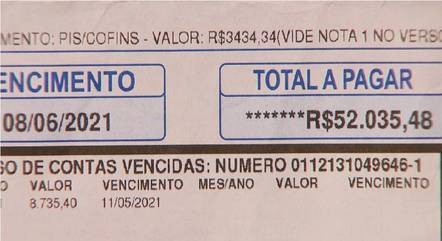 MENTO: PIS/COFINS - VALOR: R$3434,34(VIDE NOTA 1 NO VERSO
ENCIMENTO TOTAL A PAGAR
08/06/2021 *******R$52.035,48
SO DE CONTAS VENCIDAS: NUMERO 0112131049646-1
O VALOR VENCIMENTO MES/ANO VALOR VENCIMENTO
8.735,40 11/05/2021